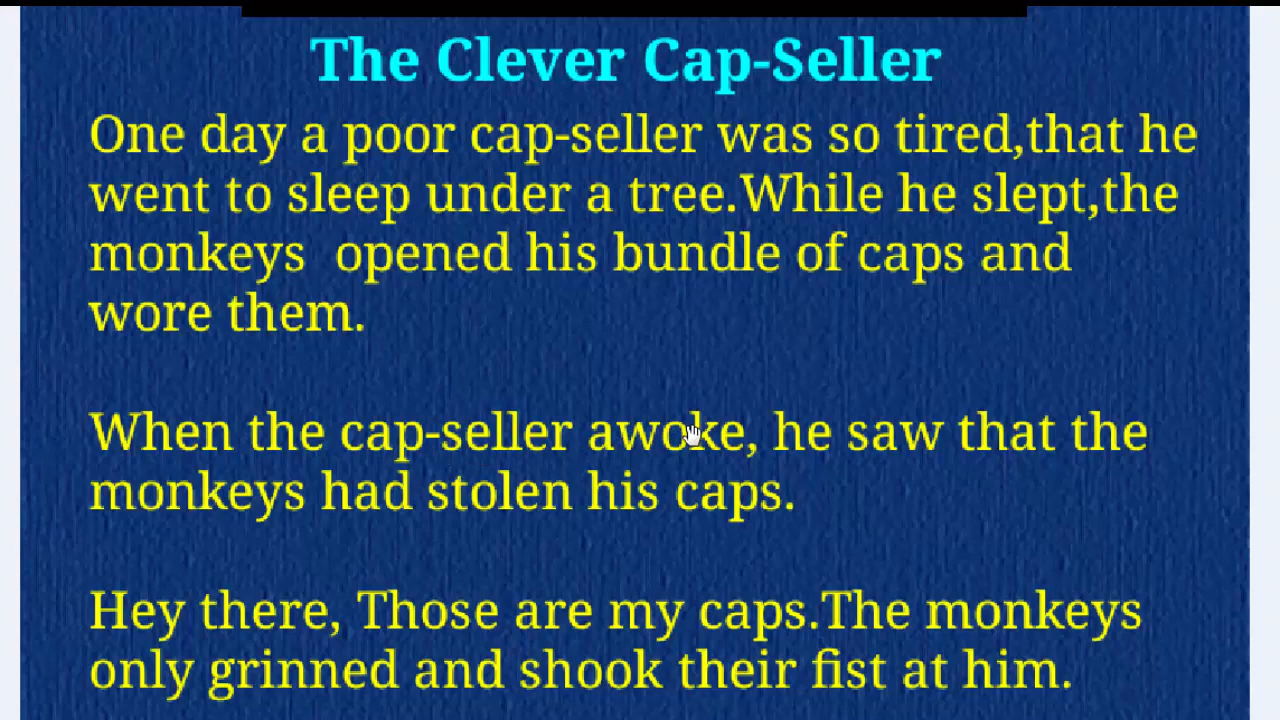 The Clever Cap-Seller
One day a poor cap-seller was so tired,that he
went to sleep under a tree.While he slept,the
monkeys  opened his bundle of caps and
wore them.
When the cap-seller awoke, he saw that the
monkeys had stolen his caps.
Hey there, Those are my caps.The monkeys
only grinned and shook their fist at him.